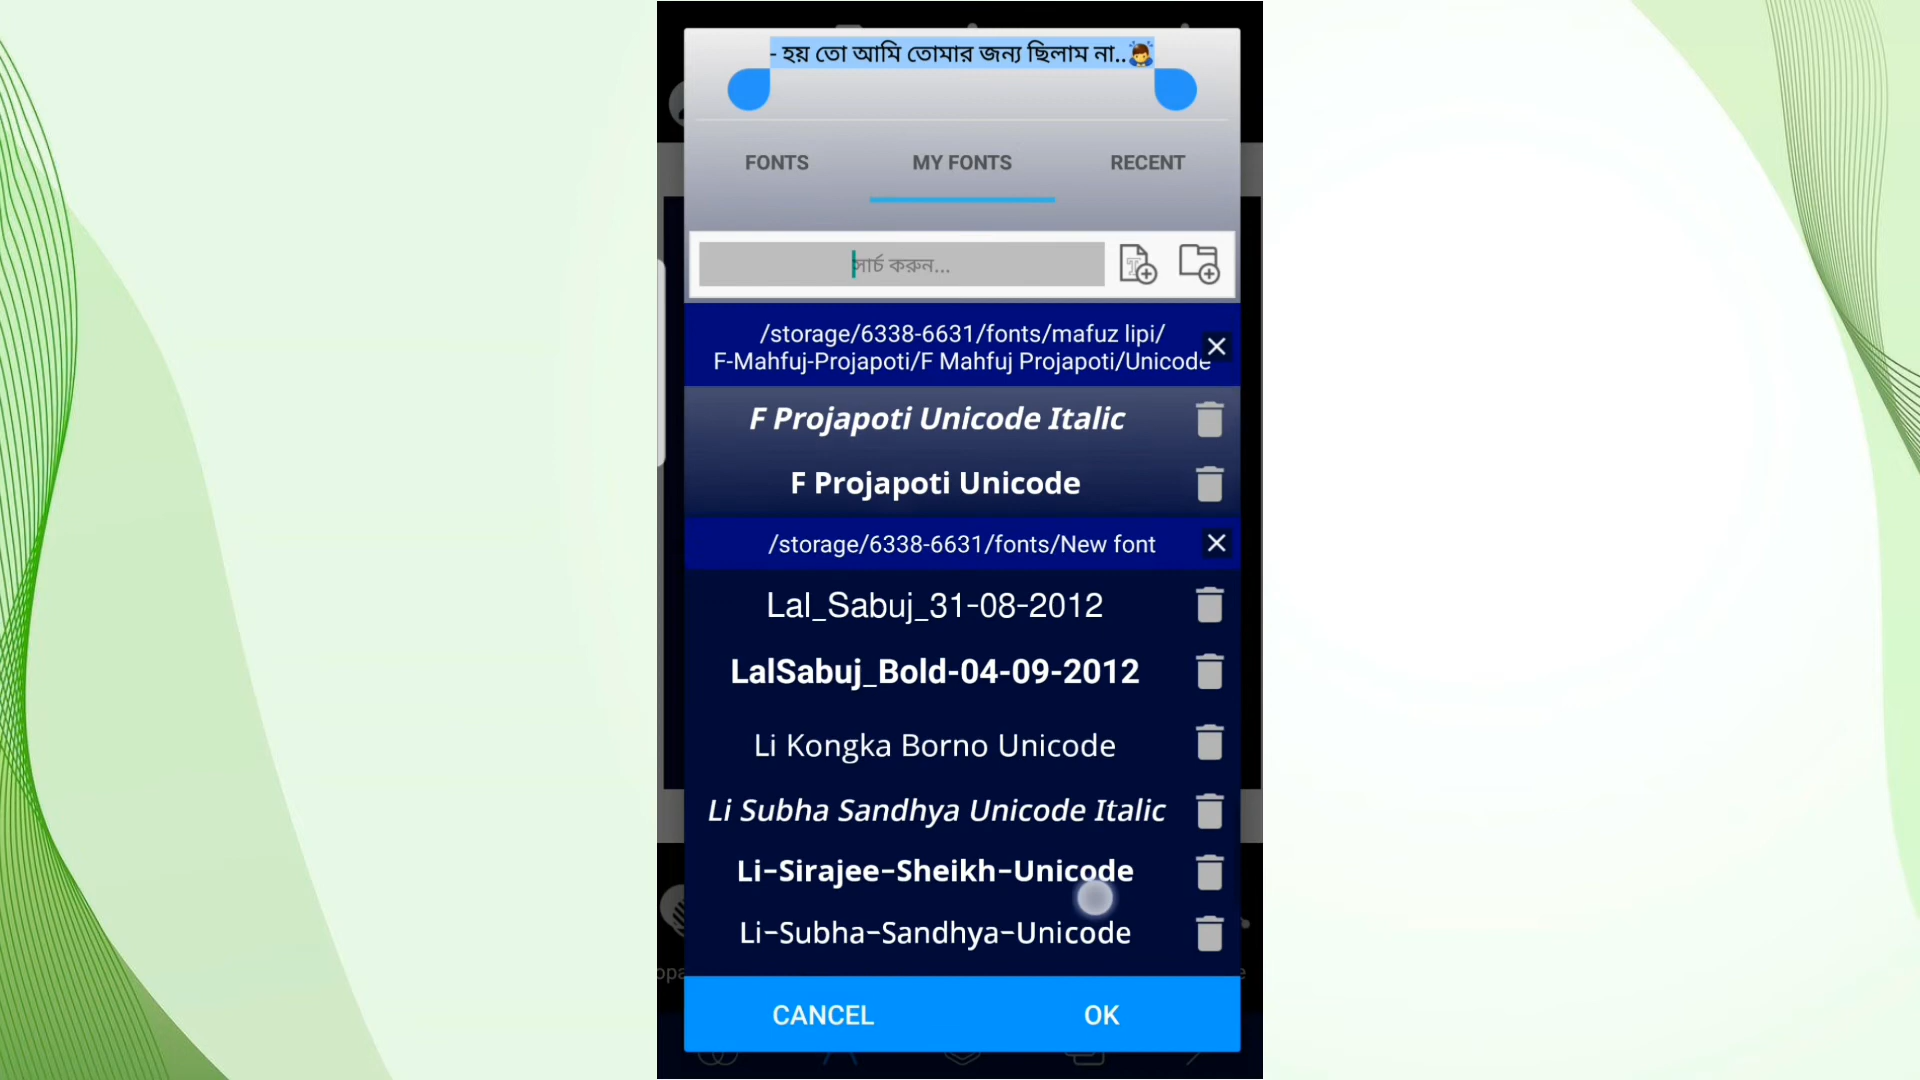 - হয় তো আমি তোমার জন্য ছিলাম না..🙇
FONTS MY FONTS RECENT
সার্চ করুন...
/storage/6338-6631/fonts/mafuz lipi/
F-Mahfuj-Projapoti/F Mahfuj Projapoti/Unicode
F Projapoti Unicode Italic
F Projapoti Unicode
/storage/6338-6631/fonts/New font
Lal_Sabuj_31-08-2012
LalSabuj_Bold-04-09-2012
Li Kongka Borno Unicode
Li Subha Sandhya Unicode Italic
Li-Sirajee-Sheikh-Unicode
Li-Subha-Sandhya-Unicode
CANCEL OK